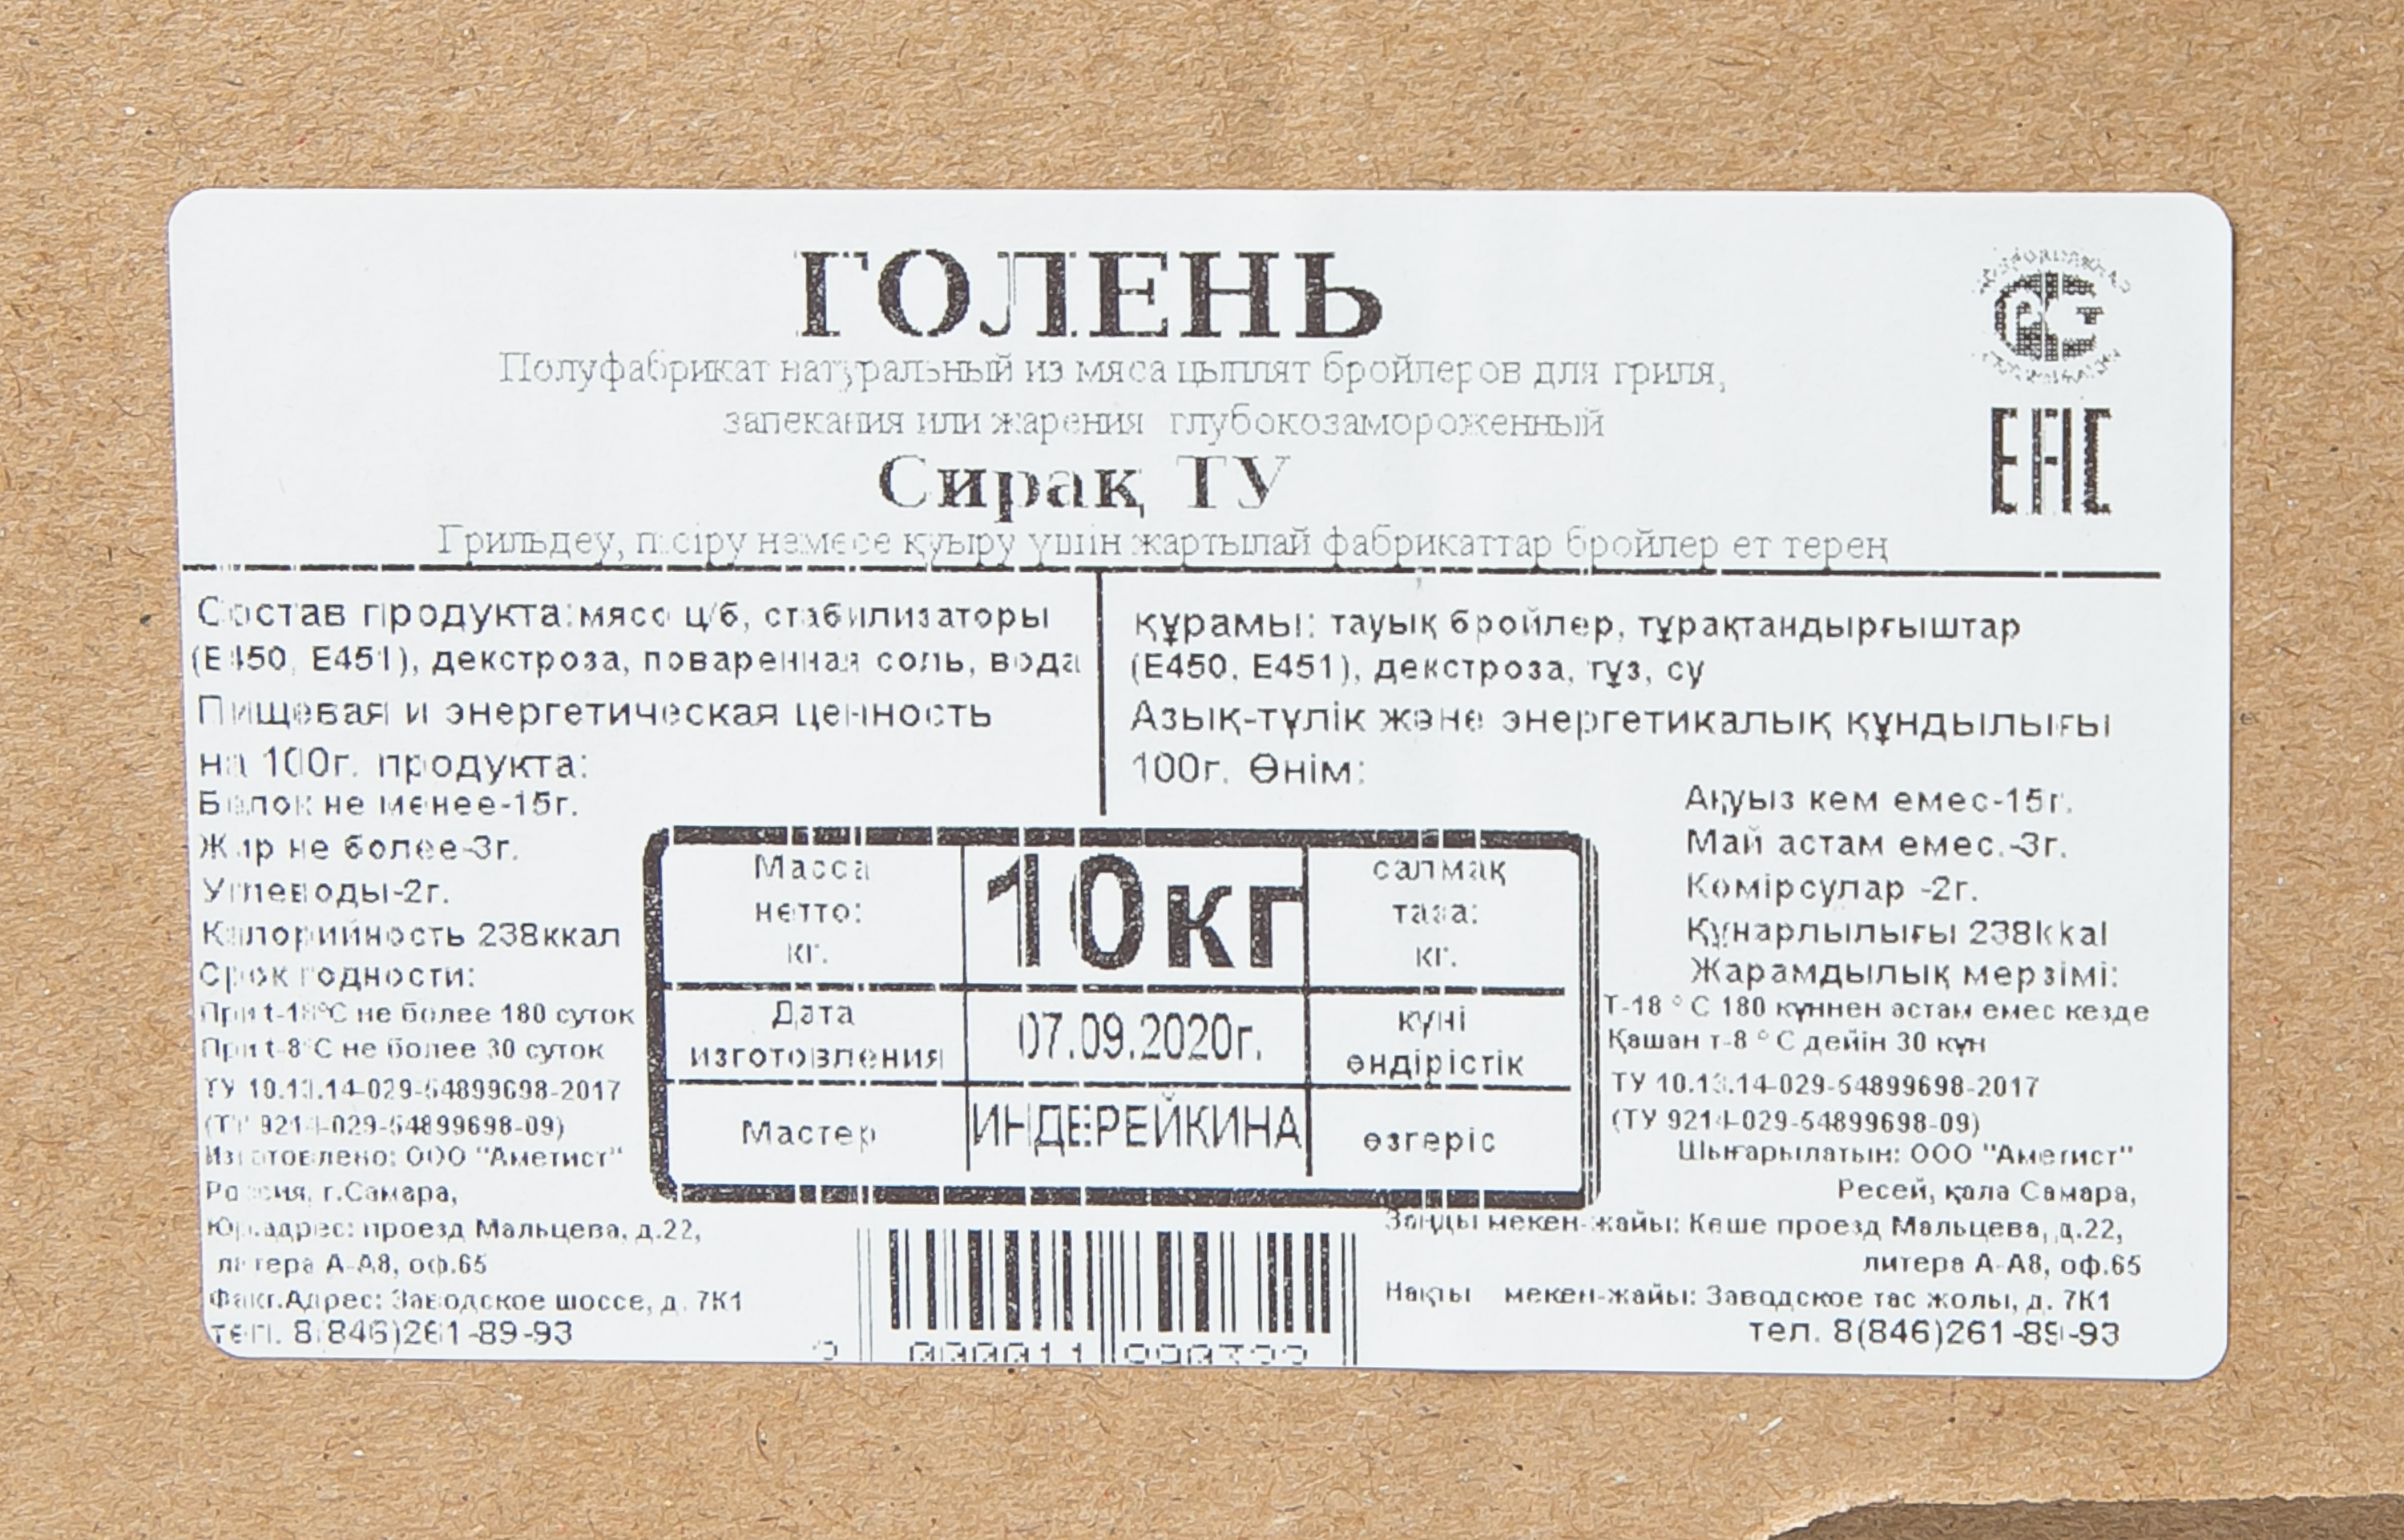 ГОЛЕНЬ
Полуфабрикат натуральный из мяса цыплят бройлеров для гриля,
запекания или жарения глубокозамороженный
Сирақ ТУ
Грильдеу, пісіру немесе қуыру үшін жартылай фабрикаттар бройлер ет терең
ЕАС
Состав продукта: мясо ц/б, стабилизаторы
(Е450, Е451), декстроза, поваренная соль, вода
Пищевая и энергетическая ценность
на 100г. продукта:
Белок не менее-15г.
Жир не более-3г.
Углеводы-2г.
Калорийность 238ккал
Срок годности:
При t-18°С не более 180 суток
При t-8°С не более 30 суток
ТУ 10.13.14-029-54899698-2017
(ТУ 9214-029-54899698-09)
Изготовлено: ООО "Аметист"
Россия, г.Самара,
Юр.адрес: проезд Мальцева, д.22,
литера А-А8, оф.65
Факт.Адрес: Заводское шоссе, д. 7К1
тел. 8(846)261-89-93
құрамы: тауық бройлер, тұрақтандырғыштар
(Е450, Е451), декстроза, тұз, су
Азық-түлік және энергетикалық құндылығы
100г. Өнім:
Ақуыз кем емес-15г.
Май астам емес.-3г.
Көмірсулар -2г.
Құнарлылығы 238kkal
Жарамдылық мерзімі:
Т-18 ° С 180 күннен астам емес кезде
Қашан т-8 ° С дейін 30 күн
ТУ 10.13.14-029-54899698-2017
(ТУ 9214-029-54899698-09)
Шығарылатын: ООО "Аметист"
Ресей, қала Самара,
Заңды мекен-жайы: Көше проезд Мальцева, д.22,
литера А-А8, оф.65
Нақты мекен-жайы: Заводское тас жолы, д. 7К1
тел. 8(846)261-89-93
Масса нетто: кг.
10кг
салмақ таза: кг.
Дата изготовления
07.09.2020г.
күні өндірістік
Мастер
ИНДЕРЕЙКИНА
өзгеріс